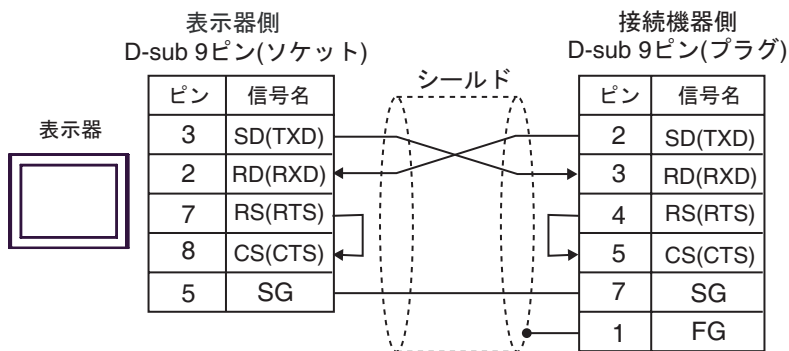 表示器側
D-sub 9ピン(ソケット)
接続機器側
D-sub 9ピン(プラグ)
シールド
表示器
ピン 信号名
3 SD(TXD)
2 RD(RXD)
7 RS(RTS)
8 CS(CTS)
5 SG
ピン 信号名
2 SD(TXD)
3 RD(RXD)
4 RS(RTS)
5 CS(CTS)
7 SG
1 FG